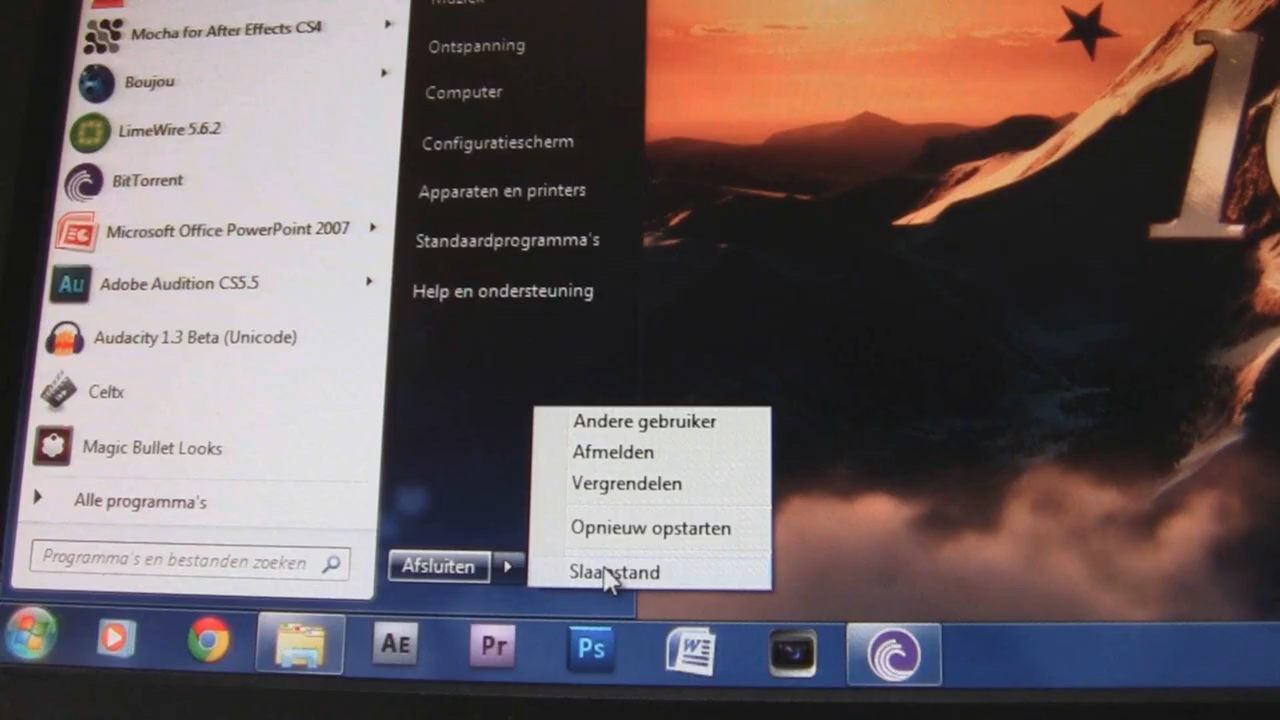 Mocha for After Effects CS4
Boujou
LimeWire 5.6.2
BitTorrent
Microsoft Office PowerPoint 2007
Au
Adobe Audition CS5.5
Audacity 1.3 Beta (Unicode)
Celtx
Magic Bullet Looks
Alle programma's
Programma's en bestanden zoeken
Muziek
Ontspanning
Computer
Configuratiescherm
Apparaten en printers
Standaardprogramma's
Help en ondersteuning
Afsluiten
Andere gebruiker
Afmelden
Vergrendelen
Opnieuw opstarten
Slaapstand
AE
Pr
Ps
W